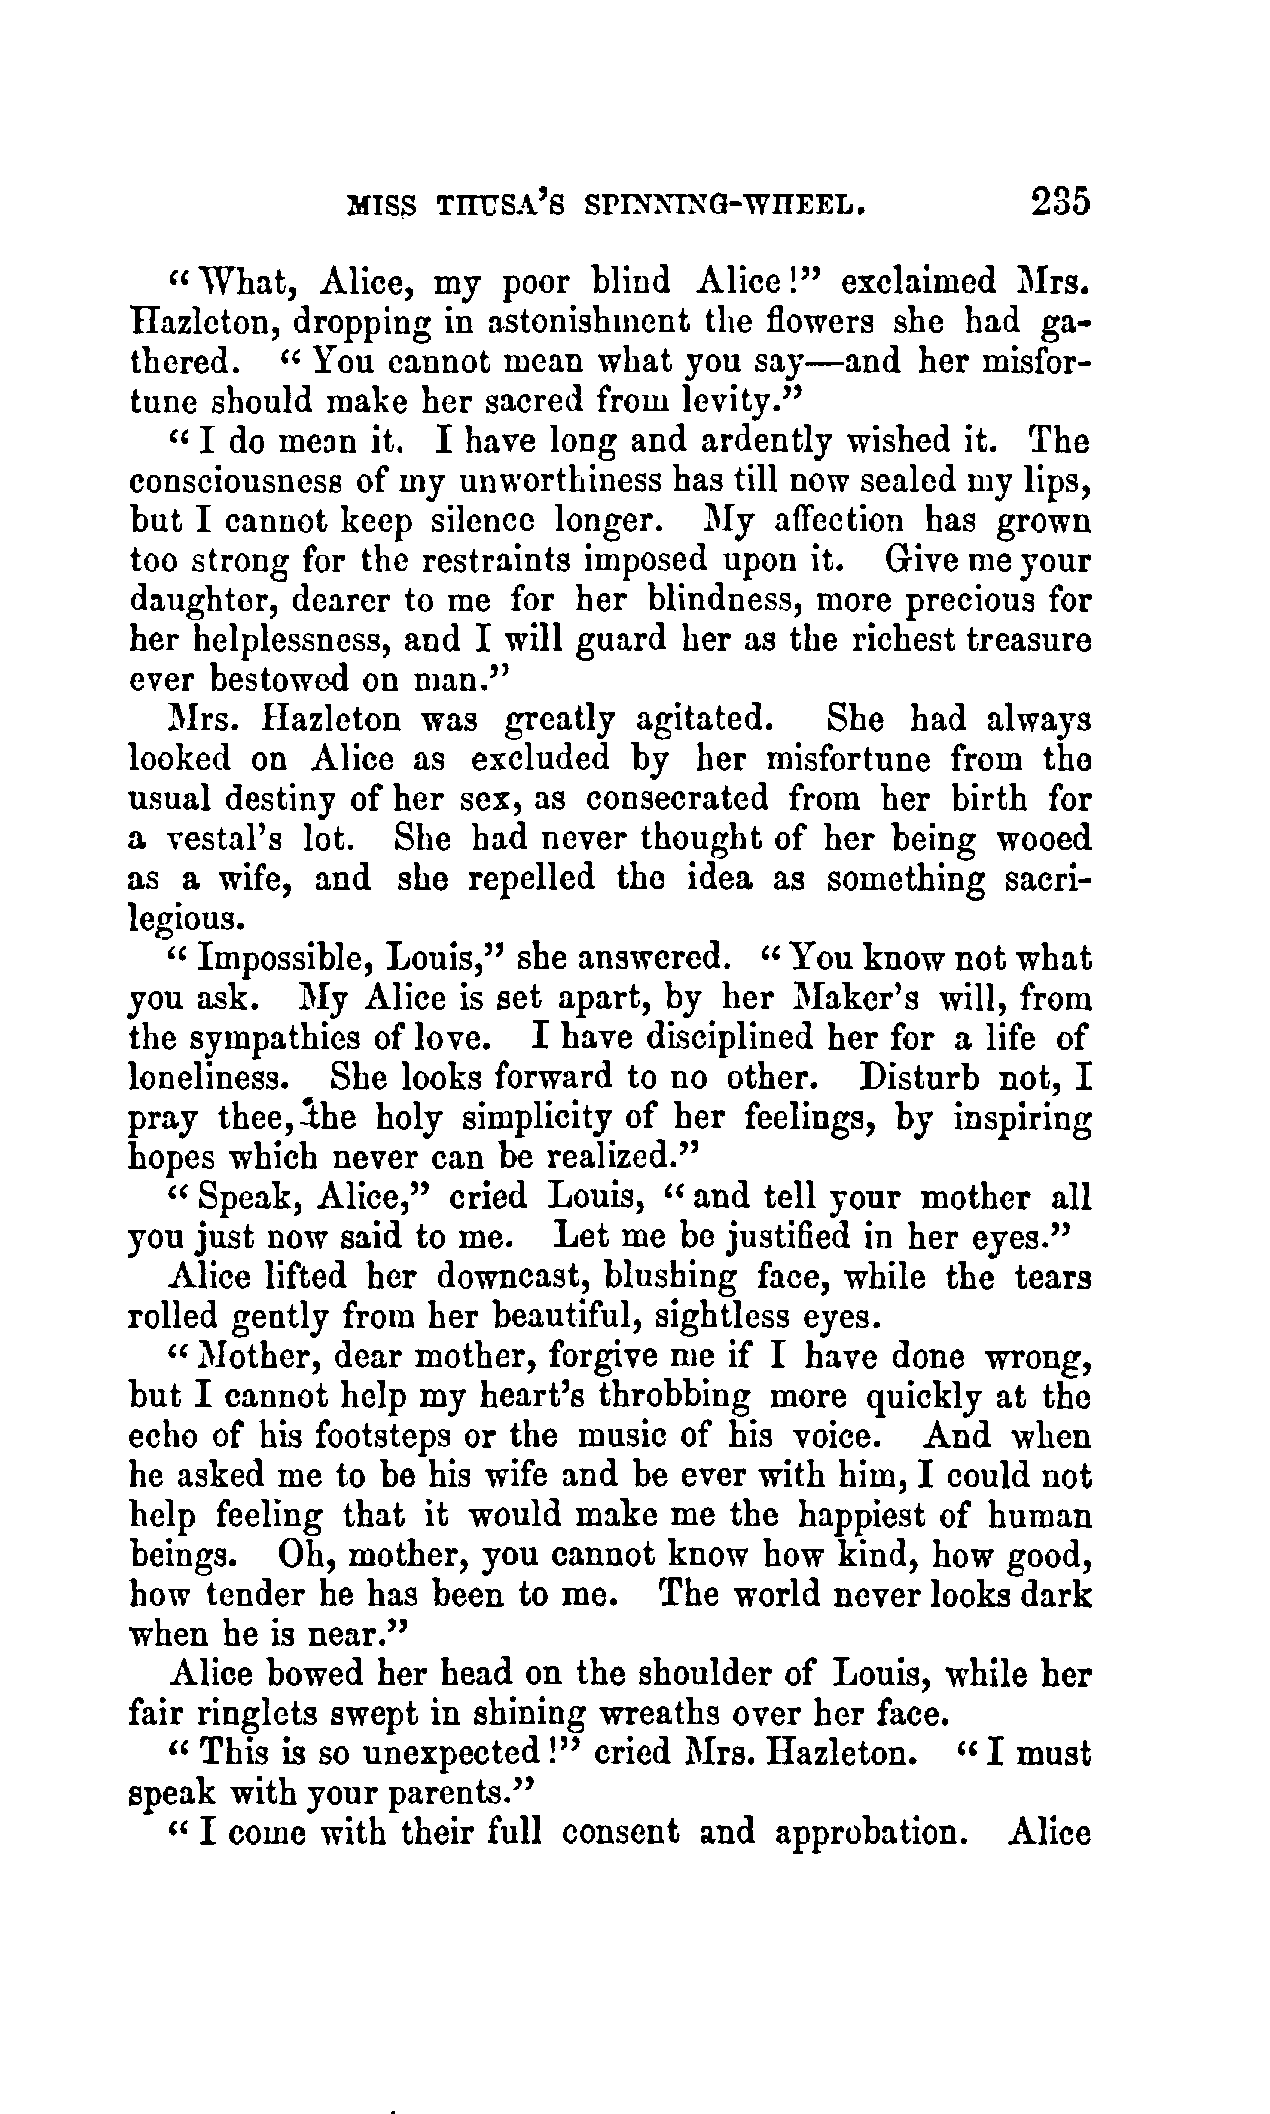 MISS THUSA'S SPINNING-WHEEL. 235
"What, Alice, my poor blind Alice!" exclaimed Mrs.
Hazleton, dropping in astonishment the flowers she had ga-
thered. "You cannot mean what you say—and her misfor-
tune should make her sacred from levity."
"I do mean it. I have long and ardently wished it. The
consciousness of my unworthiness has till now sealed my lips,
but I cannot keep silence longer. My affection has grown
too strong for the restraints imposed upon it. Give me your
daughter, dearer to me for her blindness, more precious for
her helplessness, and I will guard her as the richest treasure
ever bestowed on man."
Mrs. Hazleton was greatly agitated. She had always
looked on Alice as excluded by her misfortune from the
usual destiny of her sex, as consecrated from her birth for
a vestal's lot. She had never thought of her being wooed
as a wife, and she repelled the idea as something sacri-
legious.
"Impossible, Louis," she answered. "You know not what
you ask. My Alice is set apart, by her Maker's will, from
the sympathies of love. I have disciplined her for a life of
loneliness. She looks forward to no other. Disturb not, I
pray thee, the holy simplicity of her feelings, by inspiring
hopes which never can be realized."
"Speak, Alice," cried Louis, "and tell your mother all
you just now said to me. Let me be justified in her eyes."
Alice lifted her downcast, blushing face, while the tears
rolled gently from her beautiful, sightless eyes.
"Mother, dear mother, forgive me if I have done wrong,
but I cannot help my heart's throbbing more quickly at the
echo of his footsteps or the music of his voice. And when
he asked me to be his wife and be ever with him, I could not
help feeling that it would make me the happiest of human
beings. Oh, mother, you cannot know how kind, how good,
how tender he has been to me. The world never looks dark
when he is near."
Alice bowed her head on the shoulder of Louis, while her
fair ringlets swept in shining wreaths over her face.
"This is so unexpected!" cried Mrs. Hazleton. "I must
speak with your parents."
"I come with their full consent and approbation. Alice